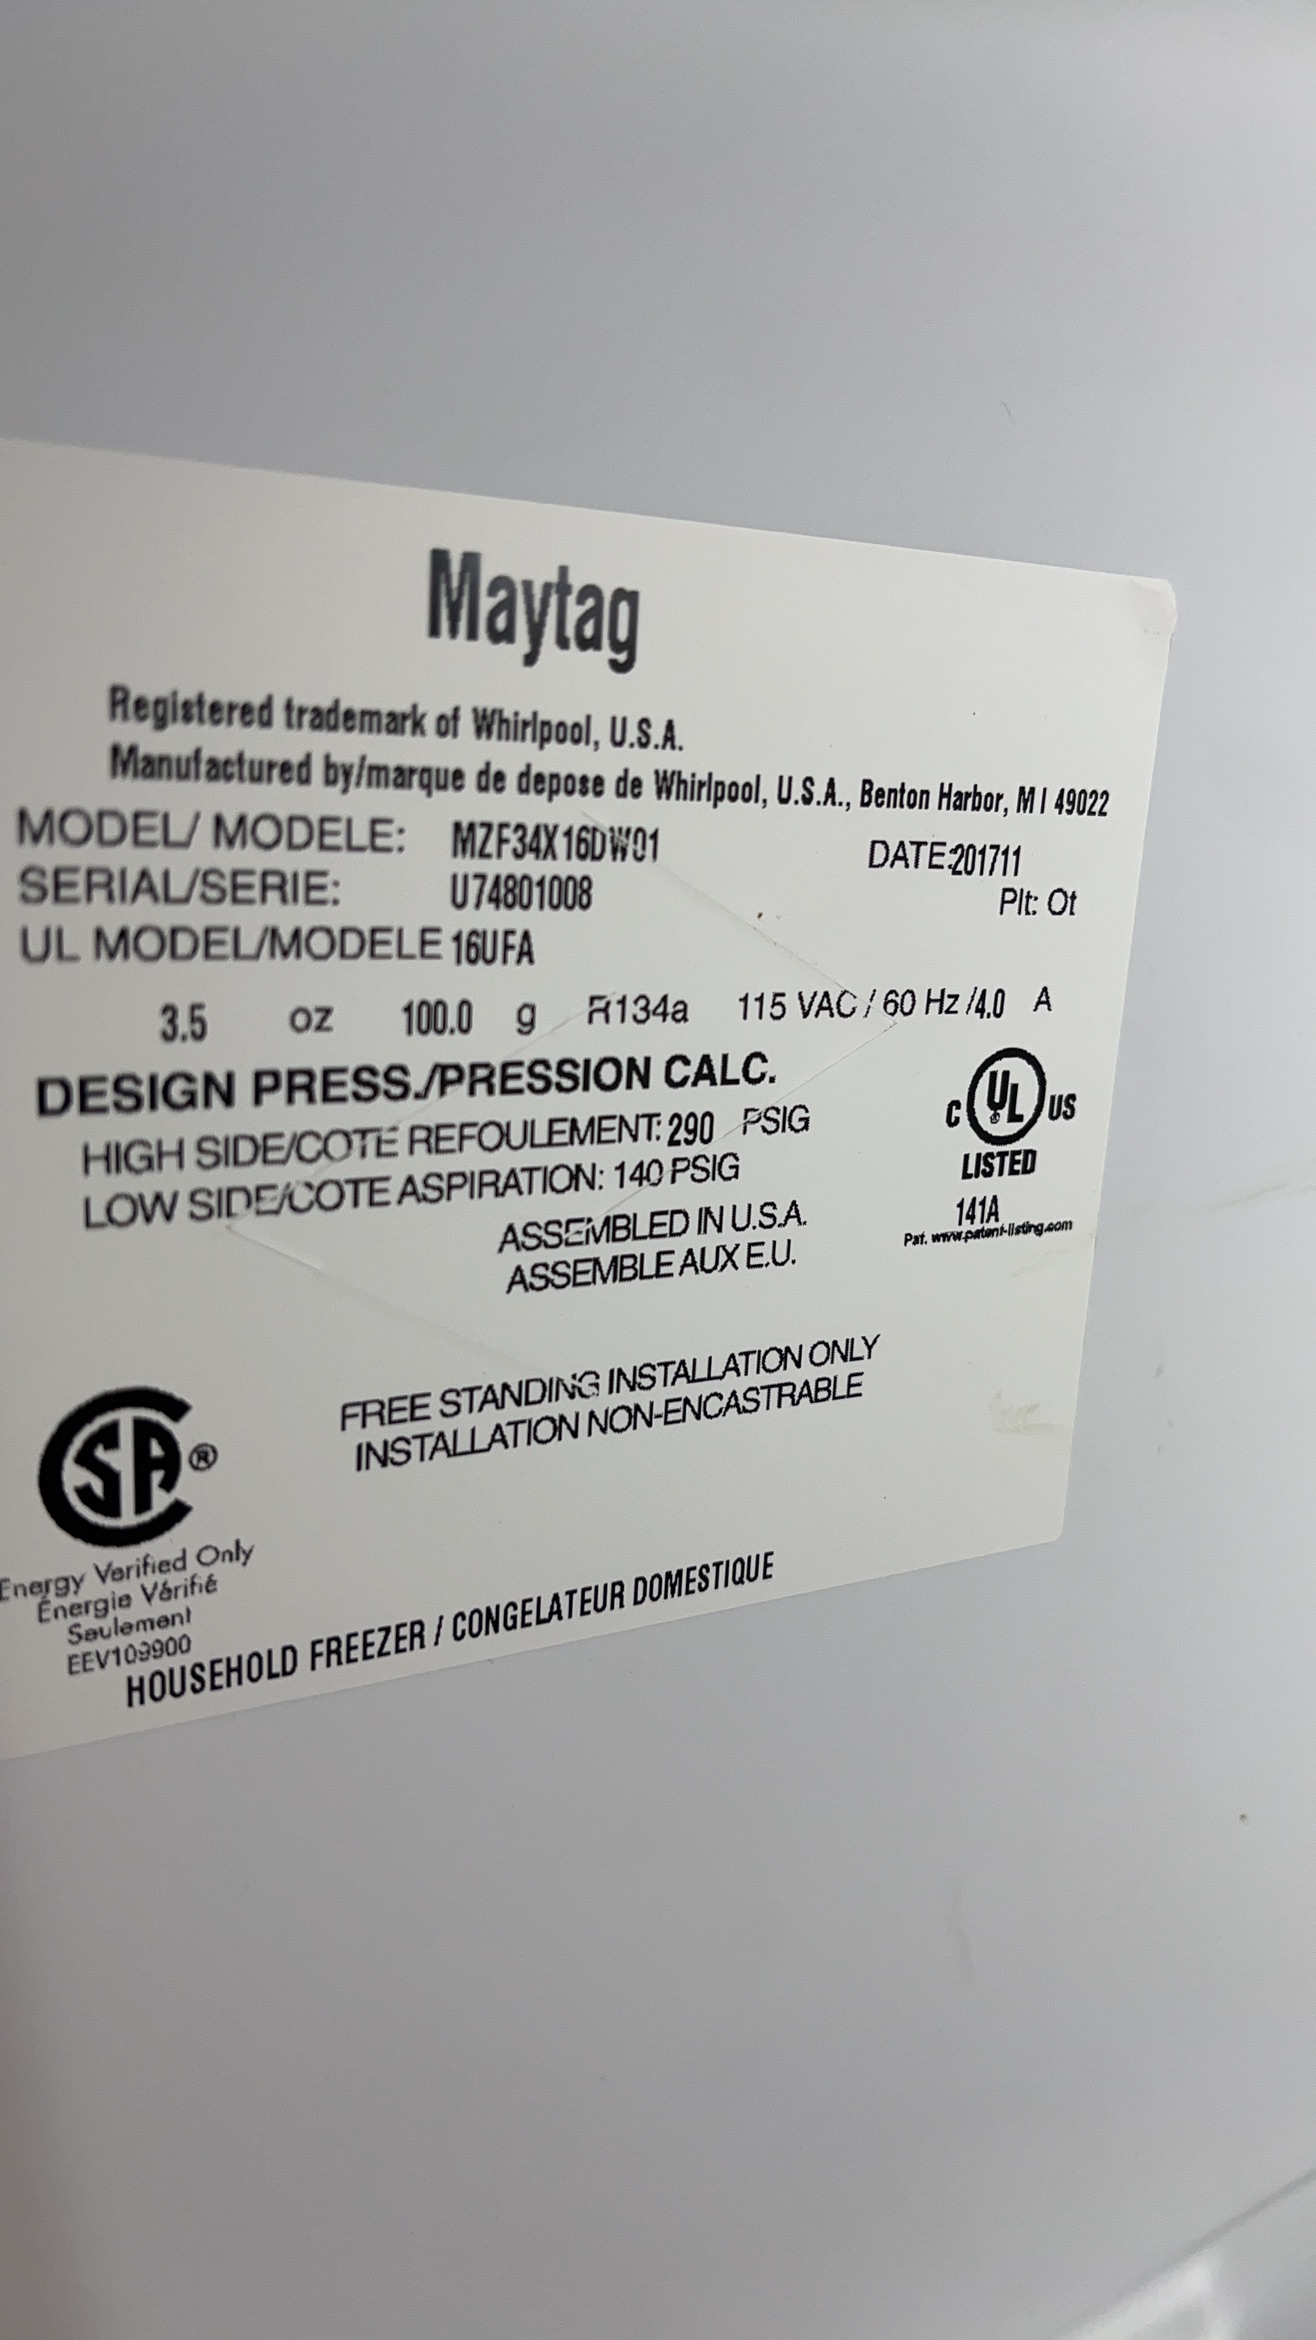 Maytag
Registered trademark of Whirlpool, U.S.A.
Manufactured by/marque de depose de Whirlpool, U.S.A., Benton Harbor, MI 49022
MODEL/ MODELE: MZF34X16DW01 DATE:201711
SERIAL/SERIE: U74801008 Plt: Ot
UL MODEL/MODELE 16UFA
3.5 oz 100.0 g R134a 115 VAC / 60 Hz /4.0 A
DESIGN PRESS./PRESSION CALC.
HIGH SIDE/COTE REFOULEMENT: 290 PSIG
LOW SIDE/COTE ASPIRATION: 140 PSIG
C UL ® US
LISTED
141A
Pat. www.patent-listing.com
ASSEMBLED IN U.S.A.
ASSEMBLE AUX E.U.
FREE STANDING INSTALLATION ONLY
INSTALLATION NON-ENCASTRABLE
CSA ®
Energy Verified Only
Énergie Vérifié
Seulement
EEV109900
HOUSEHOLD FREEZER / CONGELATEUR DOMESTIQUE